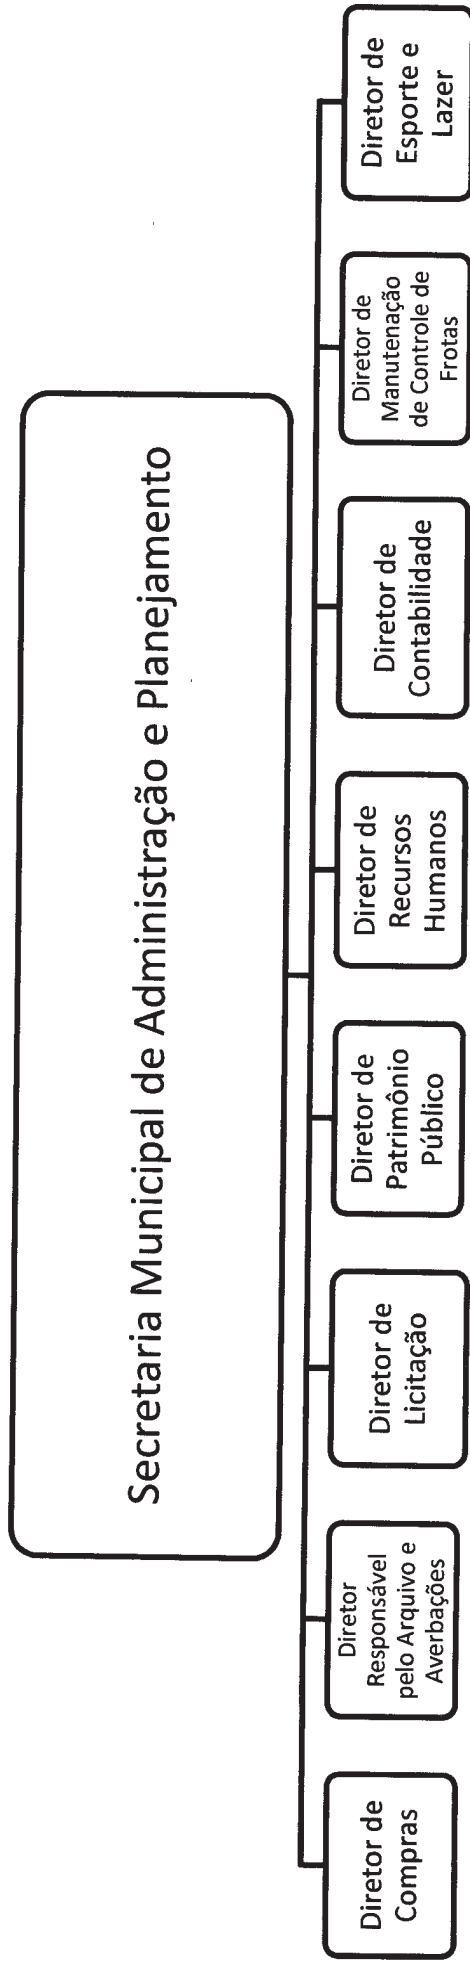 Secretaria Municipal de Administração e Planejamento
Diretor de
Compras
Diretor
Responsável
pelo Arquivo e
Averbações
Diretor de
Licitação
Diretor de
Patrimônio
Público
Diretor de
Recursos
Humanos
Diretor de
Contabilidade
Diretor de
Manutenação
de Controle de
Frotas
Diretor de
Esporte e
Lazer